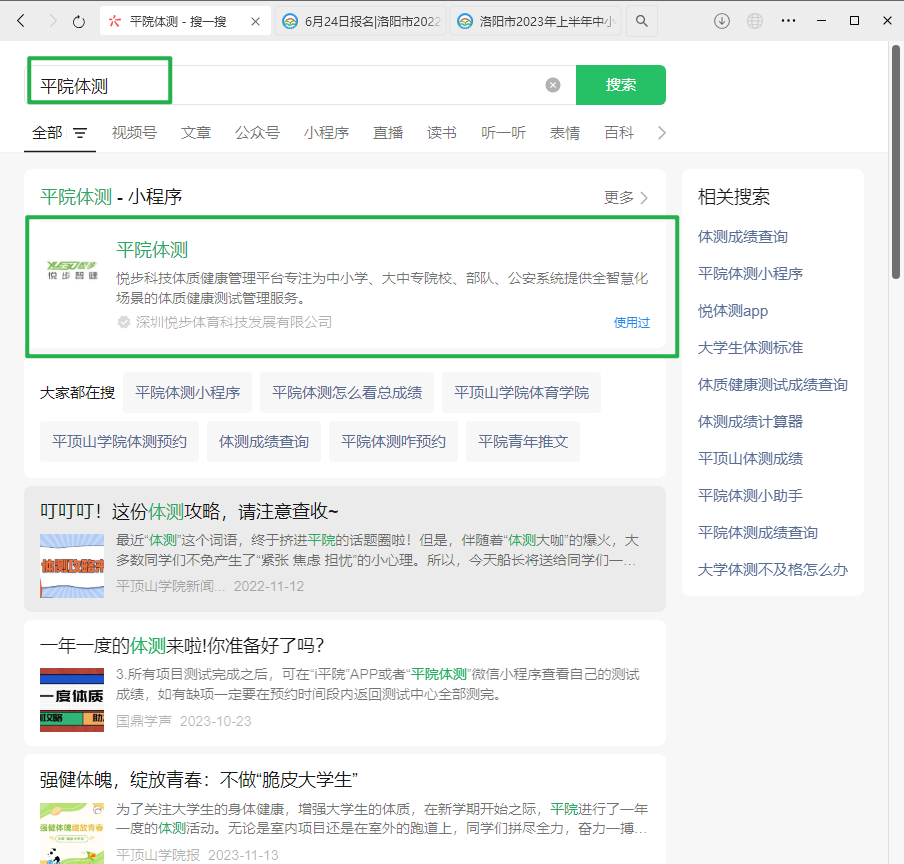 平院体测 - 搜一搜
6月24日报名|洛阳市2022
洛阳市2023年上半年中小
平院体测
搜索
全部 视频号 文章 公众号 小程序 直播 读书 听一听 表情 百科
平院体测 - 小程序
更多
平院体测
悦步科技体质健康管理平台专注为中小学、大中专院校、部队、公安系统提供全智慧化
场景的体质健康测试管理服务。
悦步智健
深圳悦步体育科技发展有限公司
使用过
大家都在搜 平院体测小程序 平院体测怎么看总成绩 平顶山学院体育学院
平顶山学院体测预约 体测成绩查询 平院体测咋预约 平院青年推文
叮叮叮！这份体测攻略，请注意查收~
最近“体测”这个词语，终于挤进平院的话题圈啦！但是，伴随着“体测大咖”的爆火，大
多数同学们不免产生了“紧张 焦虑 担忧”的小心理。所以，今天船长将送给同学们一…
体测攻略来
平顶山学院新闻... 2022-11-12
一年一度的体测来啦!你准备好了吗?
3.所有项目测试完成之后，可在“i平院”APP或者“平院体测”微信小程序查看自己的测试
成绩，如有缺项一定要在预约时间段内返回测试中心全部测完。
一度体质
攻略 助
国鼎学声 2023-10-23
强健体魄，绽放青春：不做“脆皮大学生”
为了关注大学生的身体健康，增强大学生的体质，在新学期开始之际，平院进行了一年
一度的体测活动。无论是室内项目还是在室外的跑道上，同学们拼尽全力，奋力一搏…
强健体魄绽放青春
平顶山学院报 2023-11-13
相关搜索
体测成绩查询
平院体测小程序
悦体测app
大学生体测标准
体质健康测试成绩查询
体测成绩计算器
平顶山体测成绩
平院体测小助手
平院体测成绩查询
大学体测不及格怎么办